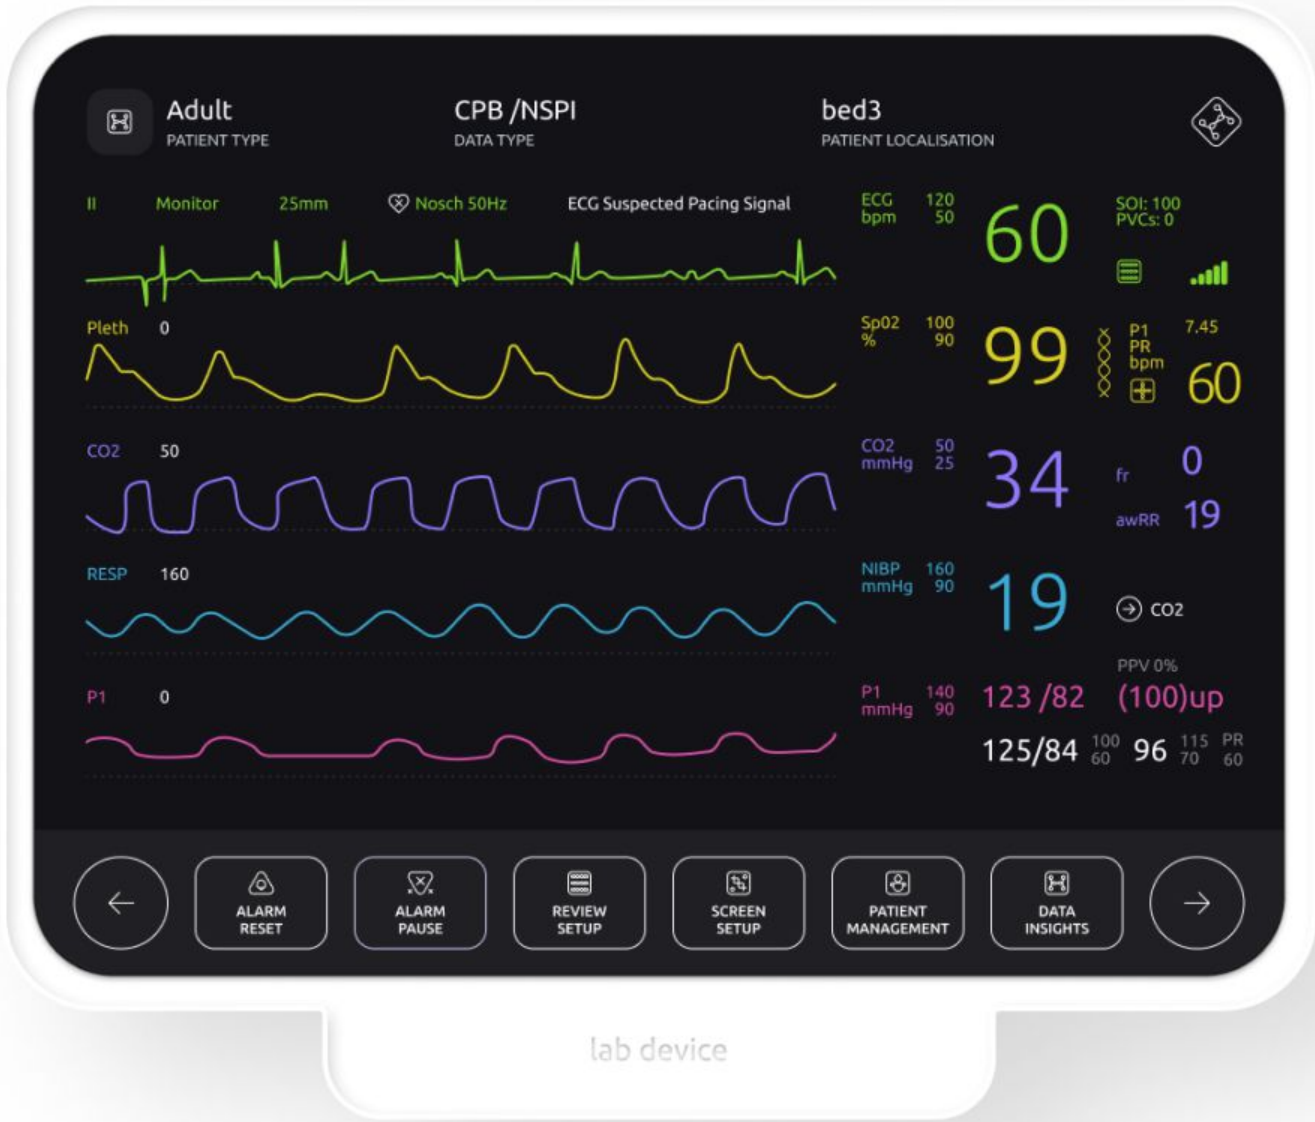 Adult
PATIENT TYPE
CPB /NSPI
DATA TYPE
bed3
PATIENT LOCALISATION
II Monitor 25mm Nosch 50Hz ECG Suspected Pacing Signal
ECG 120
bpm 50
60
SOI: 100
PVCs: 0
Pleth 0
Sp02 100
% 90
99
P1 7.45
PR
bpm
60
CO2 50
CO2 50
mmHg 25
34
fr 0
awRR 19
RESP 160
NIBP 160
mmHg 90
19
CO2
PPV 0%
P1 0
P1 140
mmHg 90
123 /82 (100)up
125/84 100 96 115 PR
60 70 60
ALARM
RESET
ALARM
PAUSE
REVIEW
SETUP
SCREEN
SETUP
PATIENT
MANAGEMENT
DATA
INSIGHTS
lab device